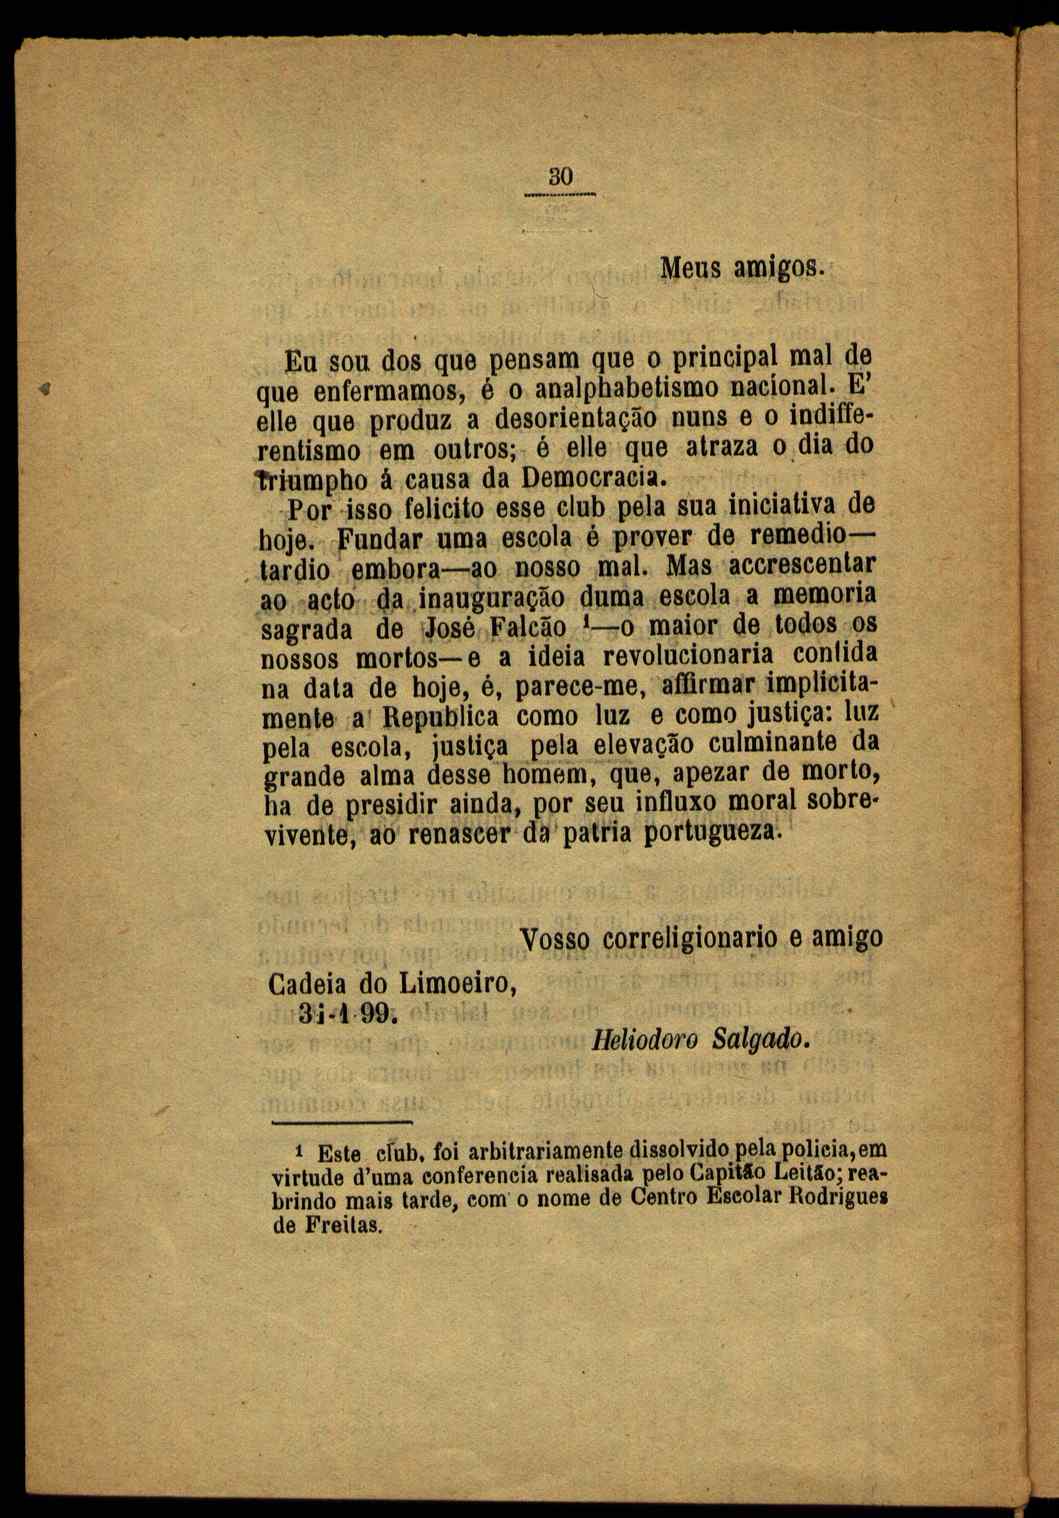 30
Meus amigos.
Eu sou dos que pensam que o principal mal de
que enfermamos, é o analphabetismo nacional. E'
elle que produz a desorientação nuns e o indiffe-
rentismo em outros; é elle que atraza o dia do
Triumpho á causa da Democracia.
Por isso felicito esse club pela sua iniciativa de
hoje. Fundar uma escola é prover de remedio—
tardio embora—ao nosso mal. Mas accrescentar
ao acto da inauguração duma escola a memoria
sagrada de José Falcão ¹—o maior de todos os
nossos mortos—e a ideia revolucionaria contida
na data de hoje, é, parece-me, affirmar implicita-
mente a Republica como luz e como justiça: luz
pela escola, justiça pela elevação culminante da
grande alma desse homem, que, apezar de morto,
ha de presidir ainda, por seu influxo moral sobre-
vivente, ao renascer da patria portugueza.
Vosso correligionario e amigo
Cadeia do Limoeiro,
31-1-99.
Heliodoro Salgado.
¹ Este club, foi arbitrariamente dissolvido pela policia, em
virtude d'uma conferencia realisada pelo Capitão Leitão; rea-
brindo mais tarde, com o nome de Centro Escolar Rodrigues
de Freitas.